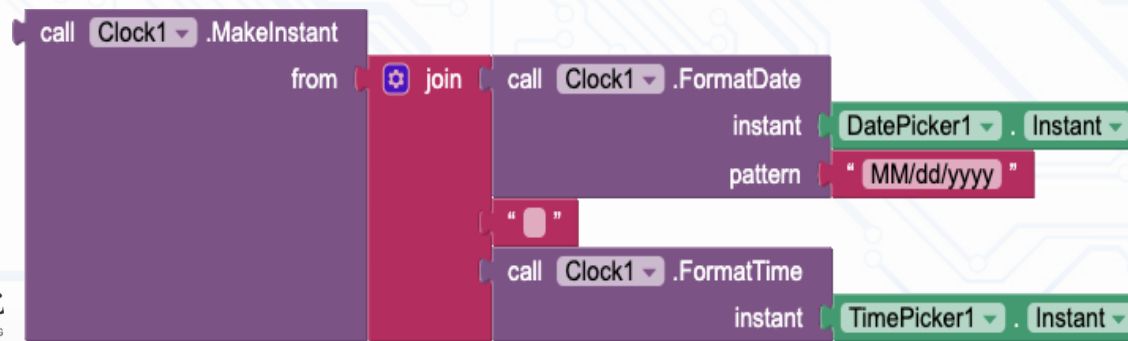 call Clock1 .MakeInstant
from join call Clock1 .FormatDate
instant DatePicker1 . Instant
pattern “ MM/dd/yyyy ”
“ ”
call Clock1 .FormatTime
instant TimePicker1 . Instant